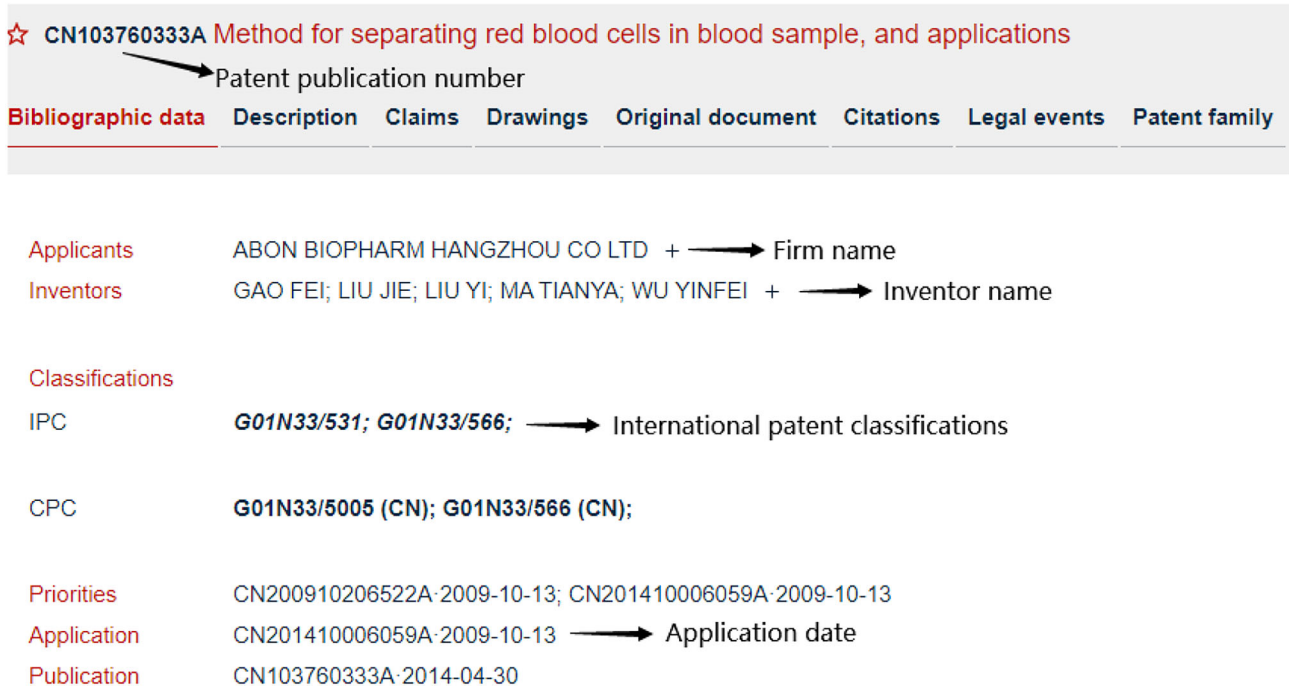 CN103760333A Method for separating red blood cells in blood sample, and applications
Patent publication number
Bibliographic data Description Claims Drawings Original document Citations Legal events Patent family
Applicants ABON BIOPHARM HANGZHOU CO LTD + Firm name
Inventors GAO FEI; LIU JIE; LIU YI; MA TIANYA; WU YINFEI + Inventor name
Classifications
IPC G01N33/531; G01N33/566; International patent classifications
CPC G01N33/5005 (CN); G01N33/566 (CN);
Priorities CN200910206522A·2009-10-13; CN201410006059A·2009-10-13
Application CN201410006059A·2009-10-13 Application date
Publication CN103760333A·2014-04-30